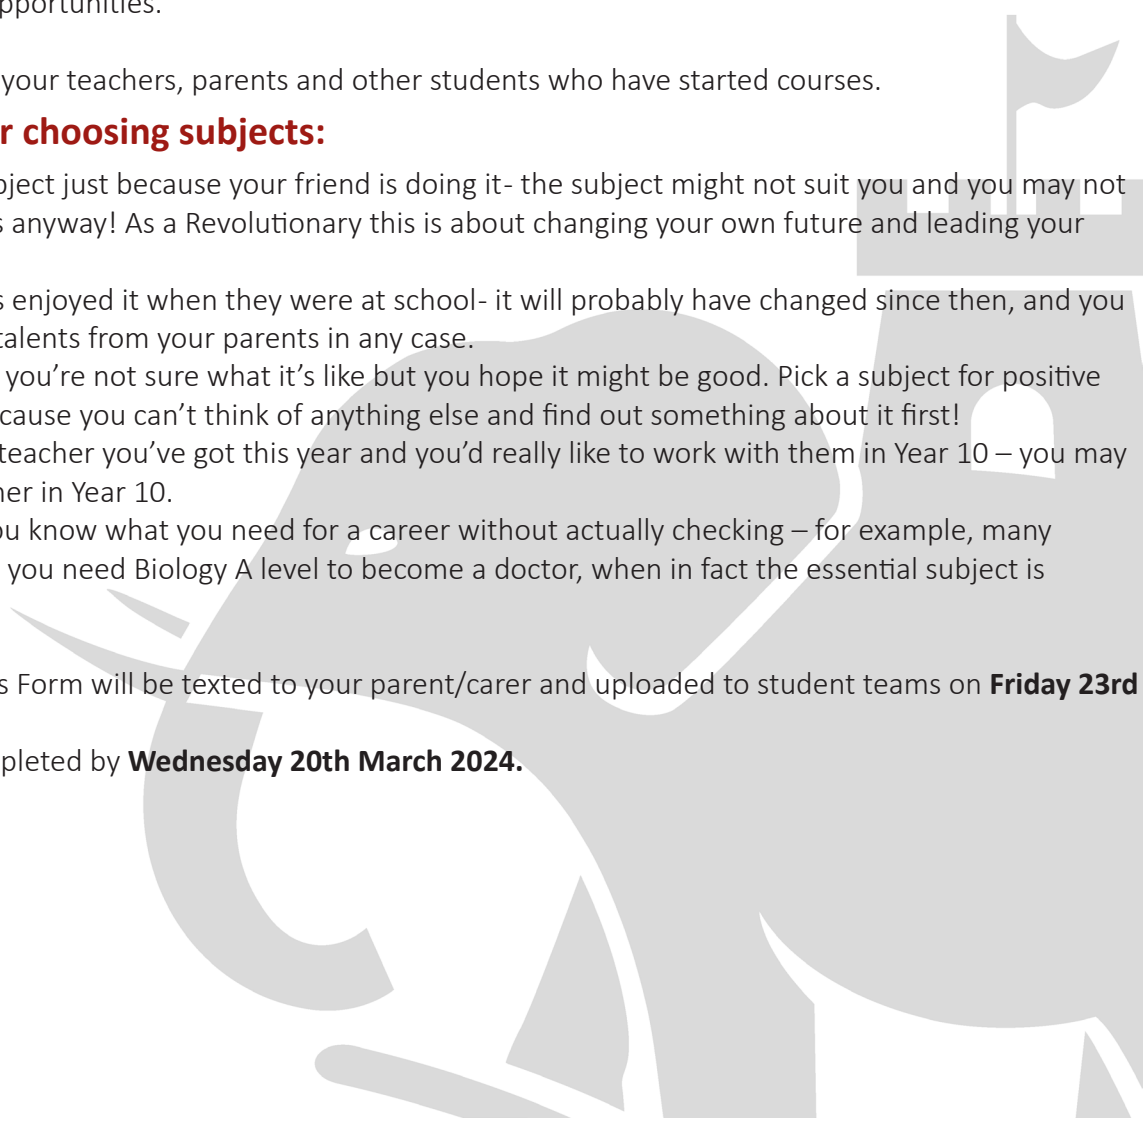 pportunities.
your teachers, parents and other students who have started courses.
r choosing subjects:
bject just because your friend is doing it- the subject might not suit you and you may not
s anyway! As a Revolutionary this is about changing your own future and leading your
s enjoyed it when they were at school- it will probably have changed since then, and you
talents from your parents in any case.
you’re not sure what it’s like but you hope it might be good. Pick a subject for positive
cause you can’t think of anything else and find out something about it first!
teacher you’ve got this year and you’d really like to work with them in Year 10 – you may
her in Year 10.
ou know what you need for a career without actually checking – for example, many
you need Biology A level to become a doctor, when in fact the essential subject is
s Form will be texted to your parent/carer and uploaded to student teams on Friday 23rd
pleted by Wednesday 20th March 2024.